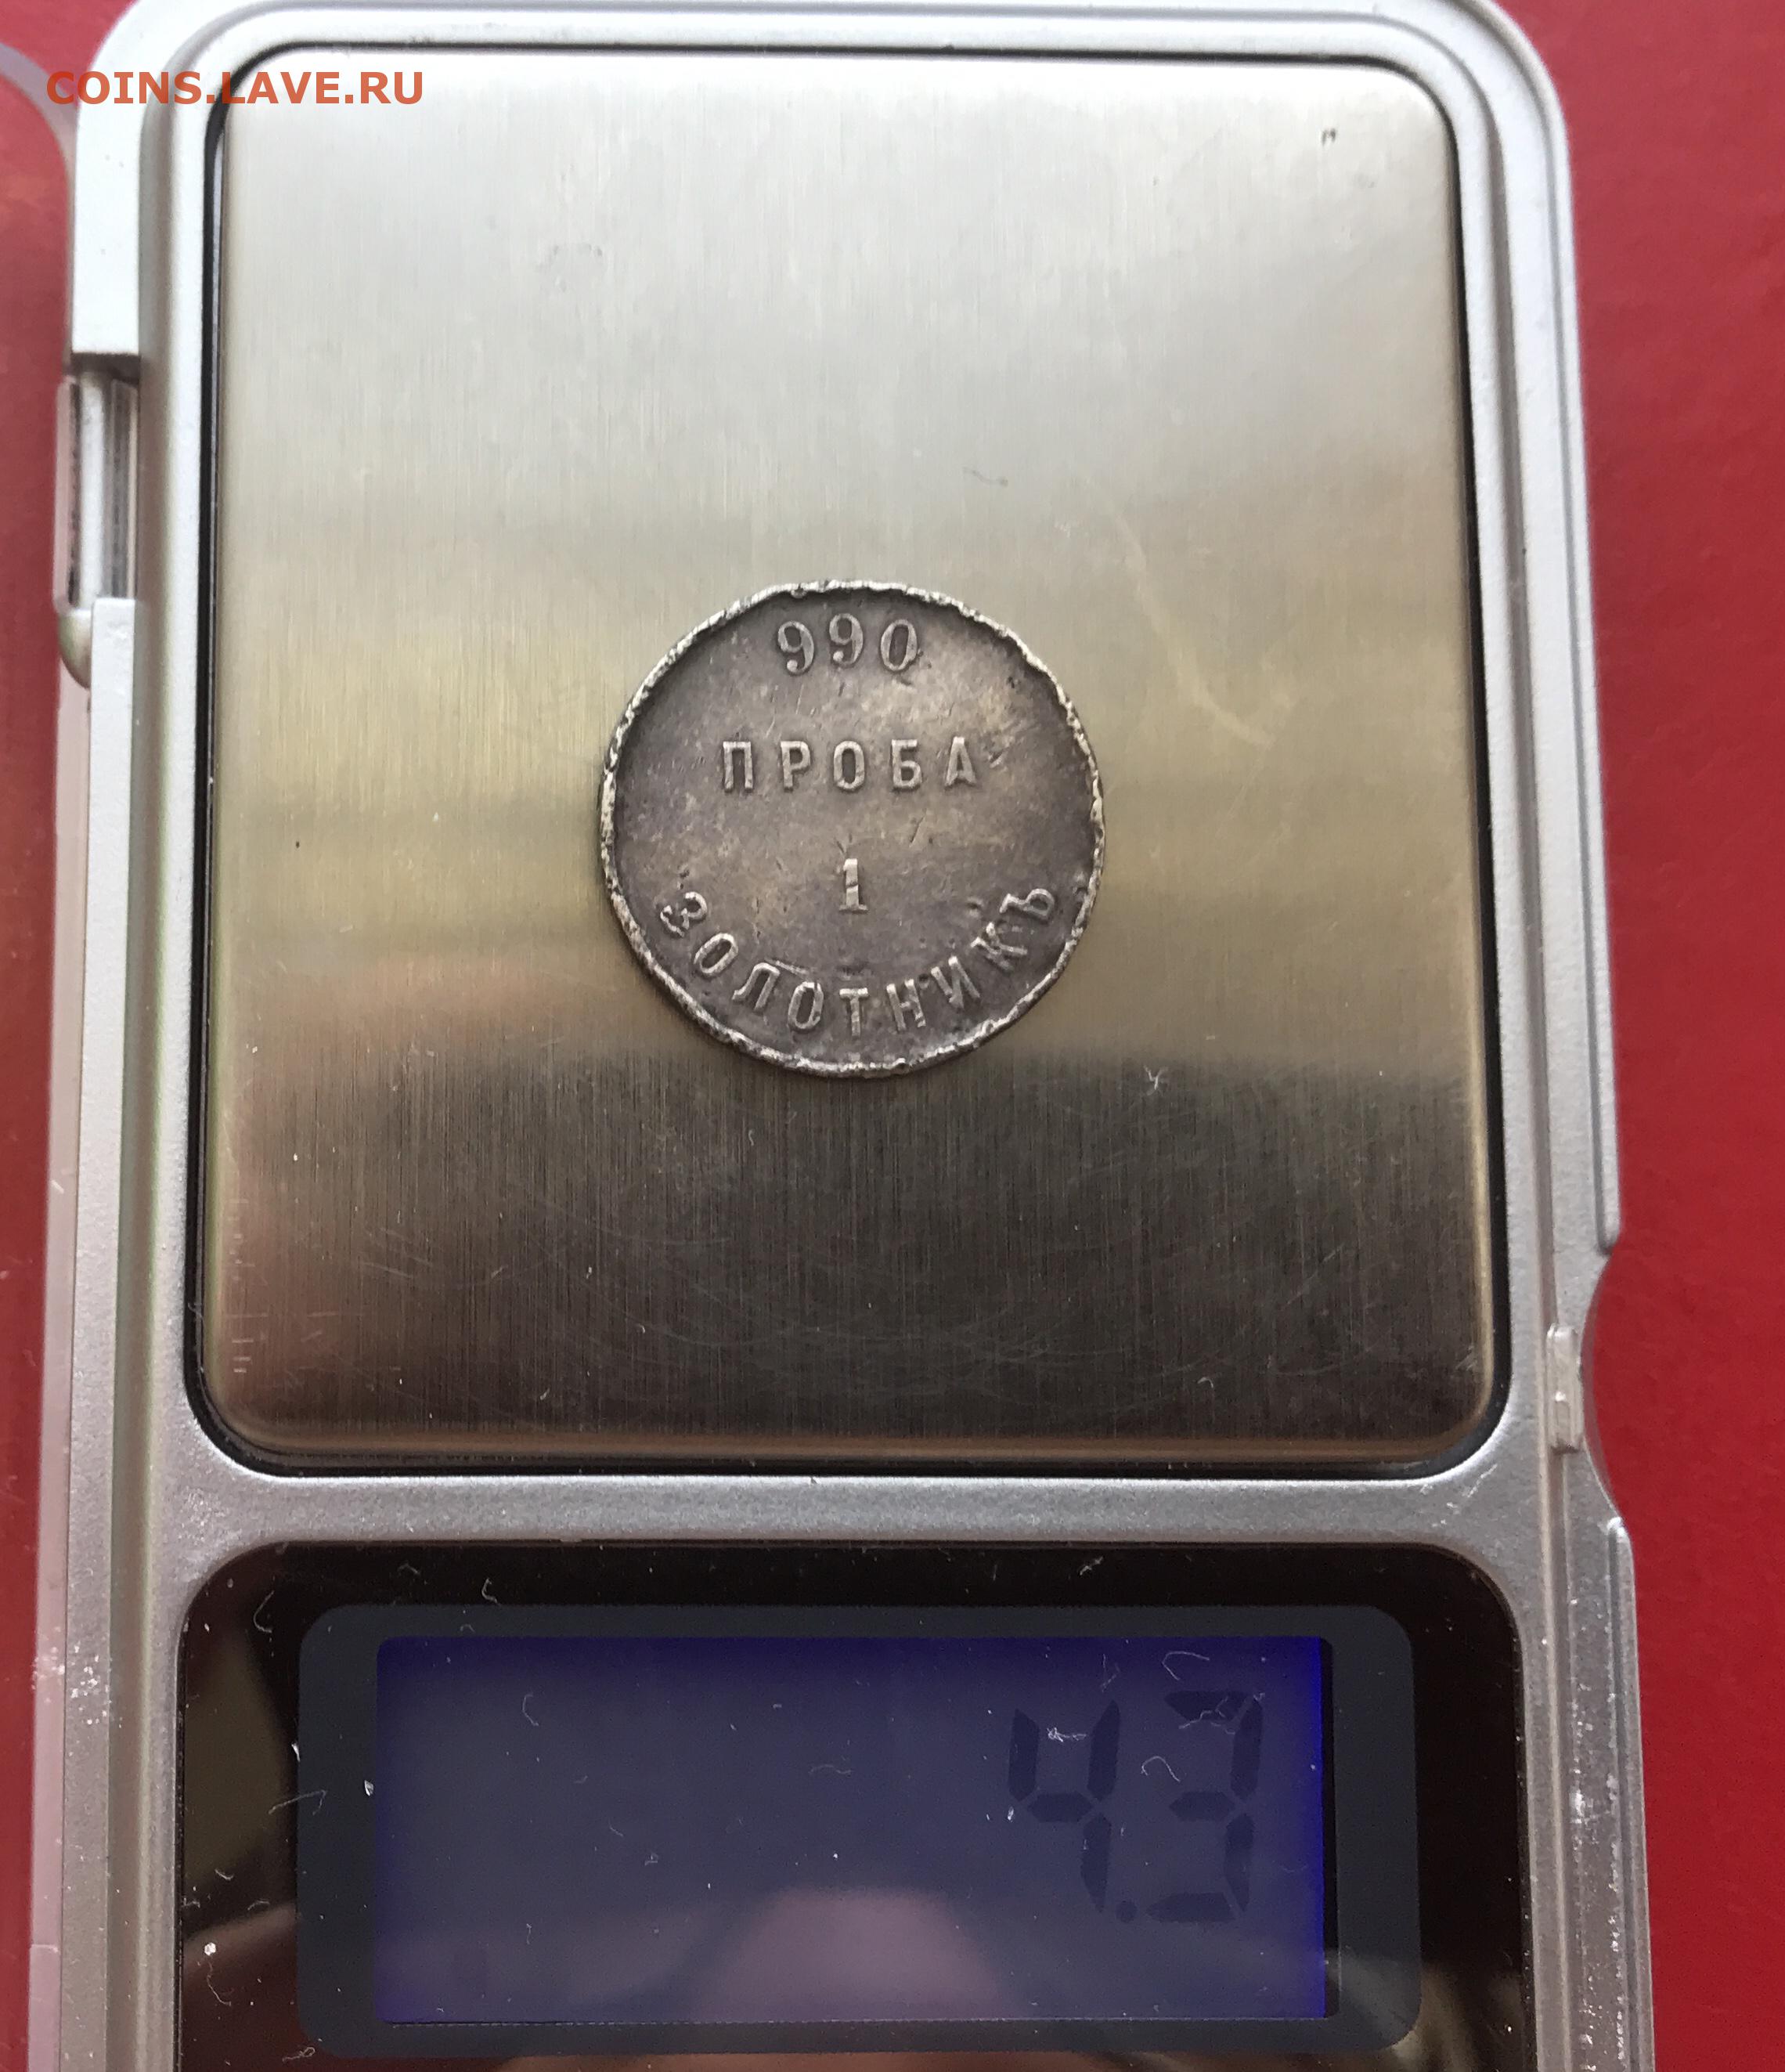 COINS.LAVE.RU
990
ПРОБА
1
ЗОЛОТНИКЪ
4.3